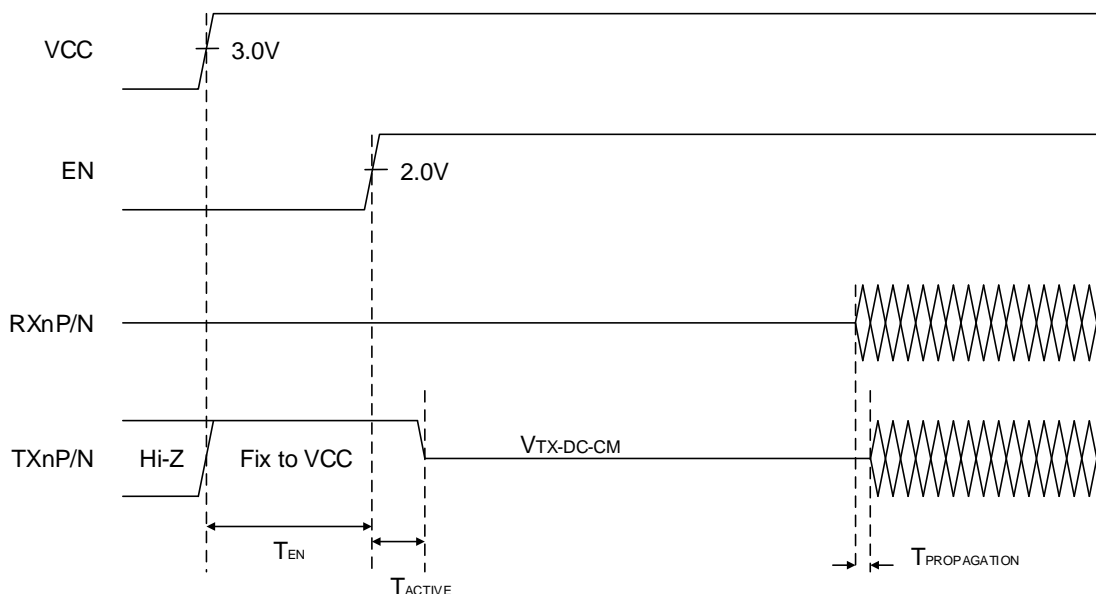 VCC
3.0V
EN
2.0V
RXnP/N
TXnP/N
Hi-Z
Fix to VCC
VTX-DC-CM
TEN
TACTIVE
TPROPAGATION